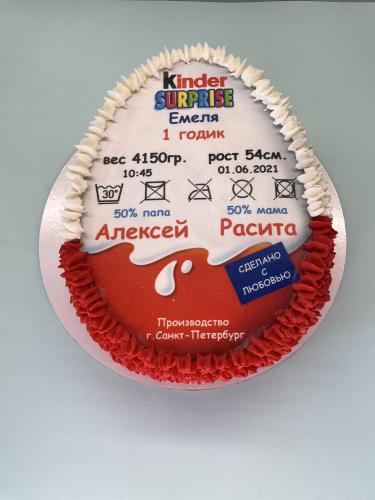 Kinder
SURPRISE
Емеля
1 годик
вес 4150гр. рост 54см.
10:45 01.06.2021
30°
50% папа 50% мама
Алексей Расита
СДЕЛАНО
С
ЛЮБОВЬЮ
Производство
г.Санкт-Петербург